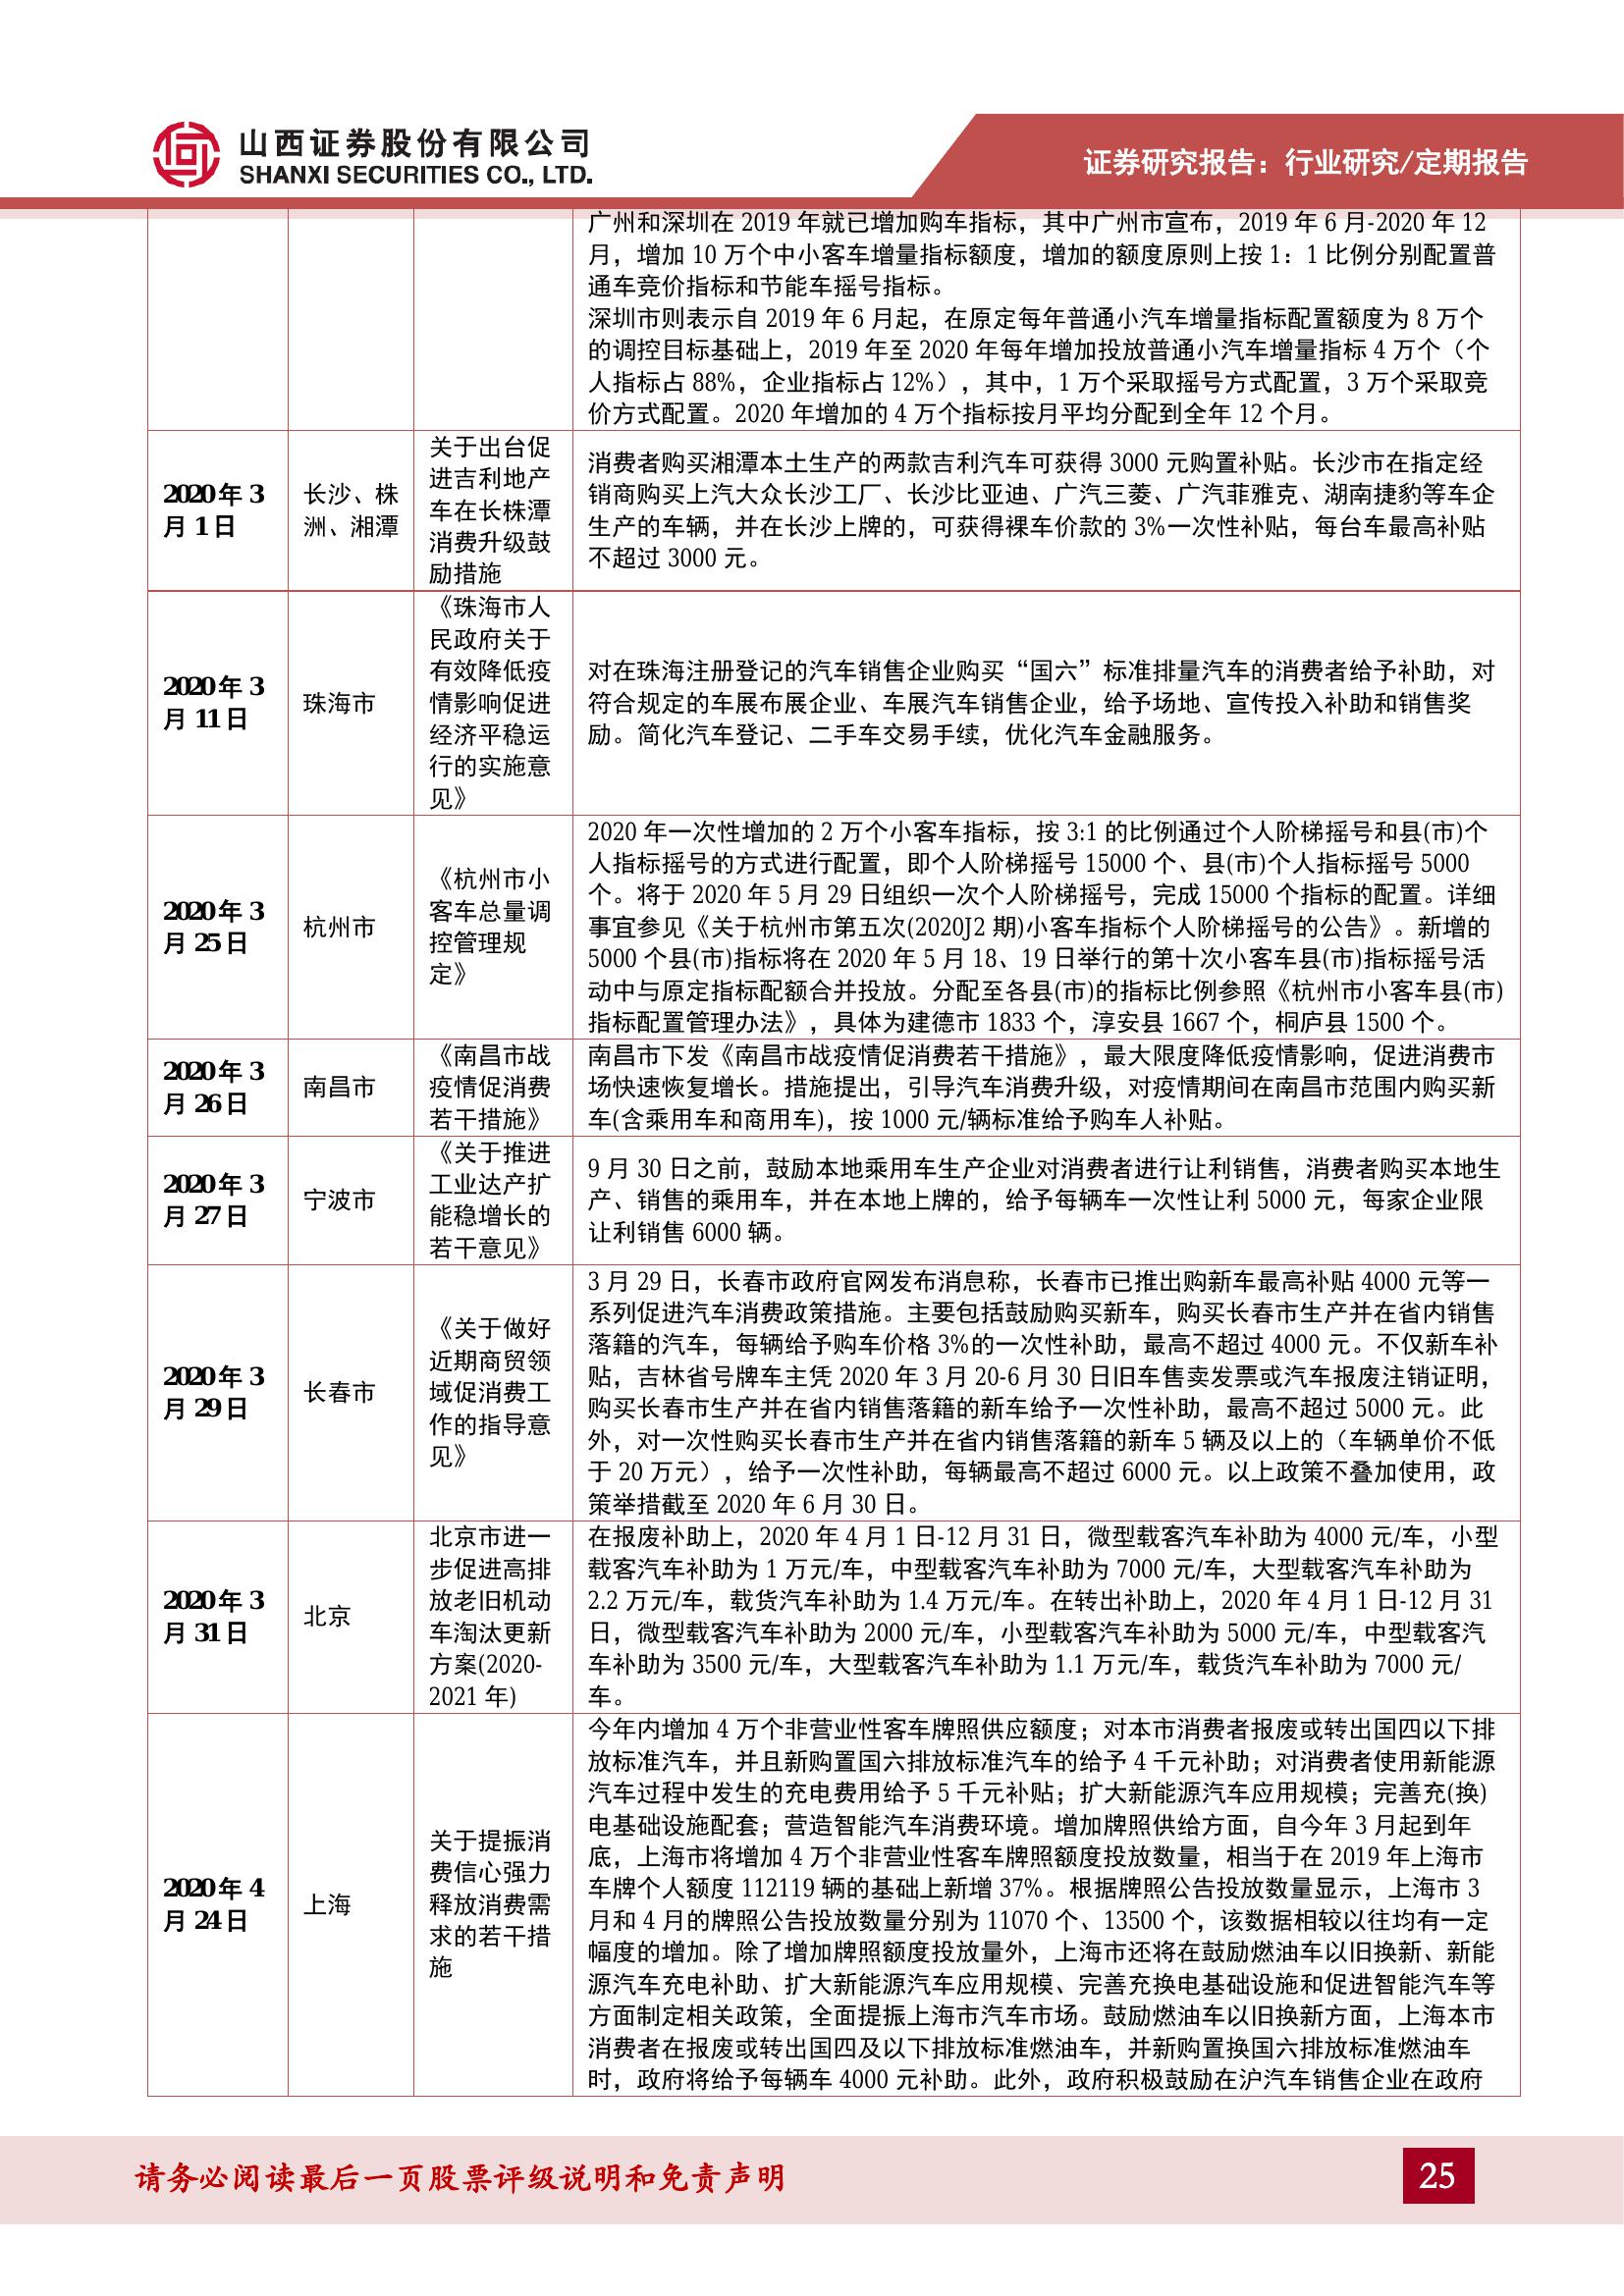 山西证券股份有限公司
SHANXI SECURITIES CO., LTD.
证券研究报告：行业研究/定期报告
广州和深圳在 2019 年就已增加购车指标，其中广州市宣布，2019 年 6 月-2020 年 12
月，增加 10 万个中小客车增量指标额度，增加的额度原则上按 1：1 比例分别配置普
通车竞价指标和节能车摇号指标。
深圳市则表示自 2019 年 6 月起，在原定每年普通小汽车增量指标配置额度为 8 万个
的调控目标基础上，2019 年至 2020 年每年增加投放普通小汽车增量指标 4 万个（个
人指标占 88%，企业指标占 12%），其中，1 万个采取摇号方式配置，3 万个采取竞
价方式配置。2020 年增加的 4 万个指标按月平均分配到全年 12 个月。
2020 年 3
月 1 日
长沙、株
洲、湘潭
关于出台促
进吉利地产
车在长株潭
消费升级鼓
励措施
消费者购买湘潭本土生产的两款吉利汽车可获得 3000 元购置补贴。长沙市在指定经
销商购买上汽大众长沙工厂、长沙比亚迪、广汽三菱、广汽菲雅克、湖南捷豹等车企
生产的车辆，并在长沙上牌的，可获得裸车价款的 3%一次性补贴，每台车最高补贴
不超过 3000 元。
2020 年 3
月 11 日
珠海市
《珠海市人
民政府关于
有效降低疫
情影响促进
经济平稳运
行的实施意
见》
对在珠海注册登记的汽车销售企业购买“国六”标准排量汽车的消费者给予补助，对
符合规定的车展布展企业、车展汽车销售企业，给予场地、宣传投入补助和销售奖
励。简化汽车登记、二手车交易手续，优化汽车金融服务。
2020 年 3
月 25 日
杭州市
《杭州市小
客车总量调
控管理规
定》
2020 年一次性增加的 2 万个小客车指标，按 3:1 的比例通过个人阶梯摇号和县(市)个
人指标摇号的方式进行配置，即个人阶梯摇号 15000 个、县(市)个人指标摇号 5000
个。将于 2020 年 5 月 29 日组织一次个人阶梯摇号，完成 15000 个指标的配置。详细
事宜参见《关于杭州市第五次(2020J2 期)小客车指标个人阶梯摇号的公告》。新增的
5000 个县(市)指标将在 2020 年 5 月 18、19 日举行的第十次小客车县(市)指标摇号活
动中与原定指标配额合并投放。分配至各县(市)的指标比例参照《杭州市小客车县(市)
指标配置管理办法》，具体为建德市 1833 个，淳安县 1667 个，桐庐县 1500 个。
2020 年 3
月 26 日
南昌市
《南昌市战
疫情促消费
若干措施》
南昌市下发《南昌市战疫情促消费若干措施》，最大限度降低疫情影响，促进消费市
场快速恢复增长。措施提出，引导汽车消费升级，对疫情期间在南昌市范围内购买新
车(含乘用车和商用车)，按 1000 元/辆标准给予购车人补贴。
2020 年 3
月 27 日
宁波市
《关于推进
工业达产扩
能稳增长的
若干意见》
9 月 30 日之前，鼓励本地乘用车生产企业对消费者进行让利销售，消费者购买本地生
产、销售的乘用车，并在本地上牌的，给予每辆车一次性让利 5000 元，每家企业限
让利销售 6000 辆。
2020 年 3
月 29 日
长春市
《关于做好
近期商贸领
域促消费工
作的指导意
见》
3 月 29 日，长春市政府官网发布消息称，长春市已推出购新车最高补贴 4000 元等一
系列促进汽车消费政策措施。主要包括鼓励购买新车，购买长春市生产并在省内销售
落籍的汽车，每辆给予购车价格 3%的一次性补助，最高不超过 4000 元。不仅新车补
贴，吉林省号牌车主凭 2020 年 3 月 20-6 月 30 日旧车售卖发票或汽车报废注销证明，
购买长春市生产并在省内销售落籍的新车给予一次性补助，最高不超过 5000 元。此
外，对一次性购买长春市生产并在省内销售落籍的新车 5 辆及以上的（车辆单价不低
于 20 万元），给予一次性补助，每辆最高不超过 6000 元。以上政策不叠加使用，政
策举措截至 2020 年 6 月 30 日。
2020 年 3
月 31 日
北京
北京市进一
步促进高排
放老旧机动
车淘汰更新
方案(2020-
2021 年)
在报废补助上，2020 年 4 月 1 日-12 月 31 日，微型载客汽车补助为 4000 元/车，小型
载客汽车补助为 1 万元/车，中型载客汽车补助为 7000 元/车，大型载客汽车补助为
2.2 万元/车，载货汽车补助为 1.4 万元/车。在转出补助上，2020 年 4 月 1 日-12 月 31
日，微型载客汽车补助为 2000 元/车，小型载客汽车补助为 5000 元/车，中型载客汽
车补助为 3500 元/车，大型载客汽车补助为 1.1 万元/车，载货汽车补助为 7000 元/
车。
2020 年 4
月 24 日
上海
关于提振消
费信心强力
释放消费需
求的若干措
施
今年内增加 4 万个非营业性客车牌照供应额度；对本市消费者报废或转出国四以下排
放标准汽车，并且新购置国六排放标准汽车的给予 4 千元补助；对消费者使用新能源
汽车过程中发生的充电费用给予 5 千元补贴；扩大新能源汽车应用规模；完善充(换)
电基础设施配套；营造智能汽车消费环境。增加牌照供给方面，自今年 3 月起到年
底，上海市将增加 4 万个非营业性客车牌照额度投放数量，相当于在 2019 年上海市
车牌个人额度 112119 辆的基础上新增 37%。根据牌照公告投放数量显示，上海市 3
月和 4 月的牌照公告投放数量分别为 11070 个、13500 个，该数据相较以往均有一定
幅度的增加。除了增加牌照额度投放量外，上海市还将在鼓励燃油车以旧换新、新能
源汽车充电补助、扩大新能源汽车应用规模、完善充换电基础设施和促进智能汽车等
方面制定相关政策，全面提振上海市汽车市场。鼓励燃油车以旧换新方面，上海本市
消费者在报废或转出国四及以下排放标准燃油车，并新购置换国六排放标准燃油车
时，政府将给予每辆车 4000 元补助。此外，政府积极鼓励在沪汽车销售企业在政府
请务必阅读最后一页股票评级说明和免责声明
25